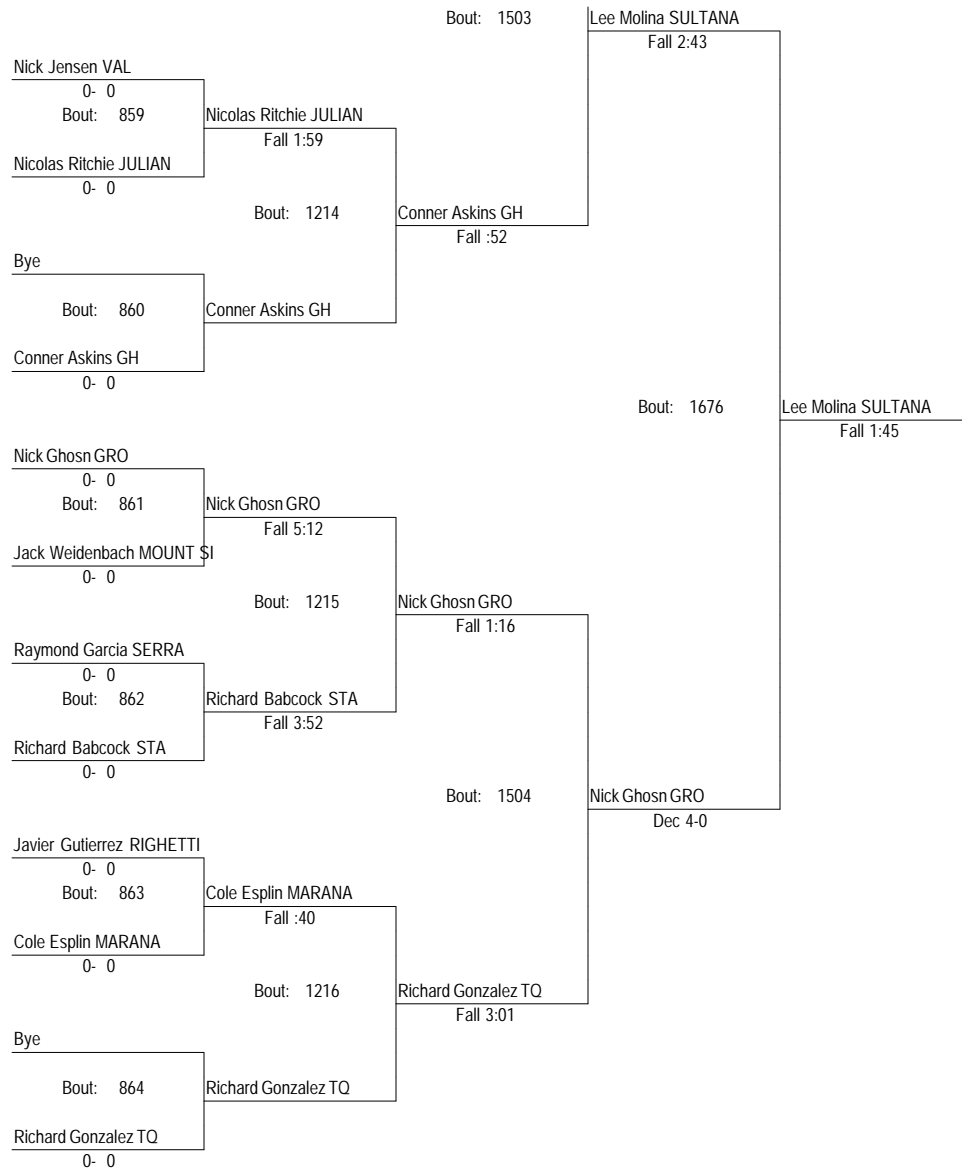 Bout: 1503 Lee Molina SULTANA
Fall 2:43
Nick Jensen VAL
0- 0
Bout: 859 Nicolas Ritchie JULIAN
Fall 1:59
Nicolas Ritchie JULIAN
0- 0
Bout: 1214 Conner Askins GH
Fall :52
Bye
Bout: 860 Conner Askins GH
Conner Askins GH
0- 0
Bout: 1676 Lee Molina SULTANA
Fall 1:45
Nick Ghosn GRO
0- 0
Bout: 861 Nick Ghosn GRO
Fall 5:12
Jack Weidenbach MOUNT SI
0- 0
Bout: 1215 Nick Ghosn GRO
Fall 1:16
Raymond Garcia SERRA
0- 0
Bout: 862 Richard Babcock STA
Fall 3:52
Richard Babcock STA
0- 0
Bout: 1504 Nick Ghosn GRO
Dec 4-0
Javier Gutierrez RIGHETTI
0- 0
Bout: 863 Cole Esplin MARANA
Fall :40
Cole Esplin MARANA
0- 0
Bout: 1216 Richard Gonzalez TQ
Fall 3:01
Bye
Bout: 864 Richard Gonzalez TQ
Richard Gonzalez TQ
0- 0